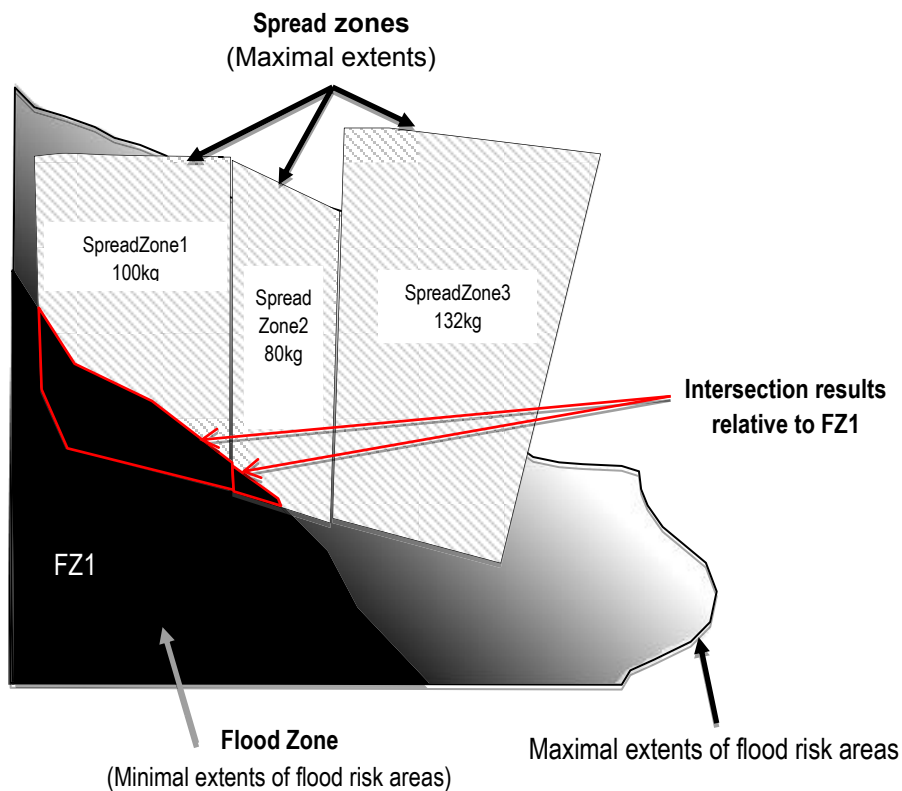 Spread zones
(Maximal extents)
SpreadZone1
100kg
Spread
Zone2
80kg
SpreadZone3
132kg
Intersection results
relative to FZ1
FZ1
Flood Zone
(Minimal extents of flood risk areas)
Maximal extents of flood risk areas